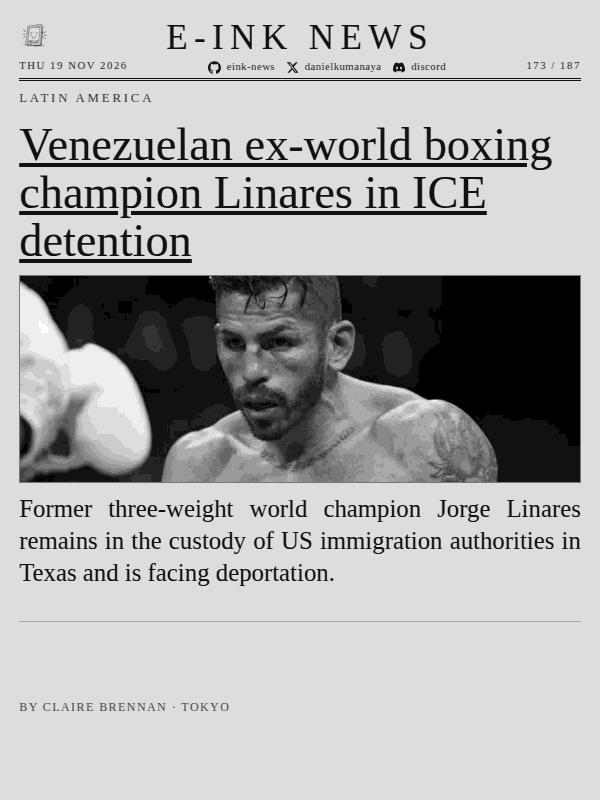 E-INK NEWS
THU 19 NOV 2026
eink-news danielkumanaya discord
173 / 187
LATIN AMERICA
Venezuelan ex-world boxing
champion Linares in ICE
detention
Former three-weight world champion Jorge Linares
remains in the custody of US immigration authorities in
Texas and is facing deportation.
BY CLAIRE BRENNAN · TOKYO